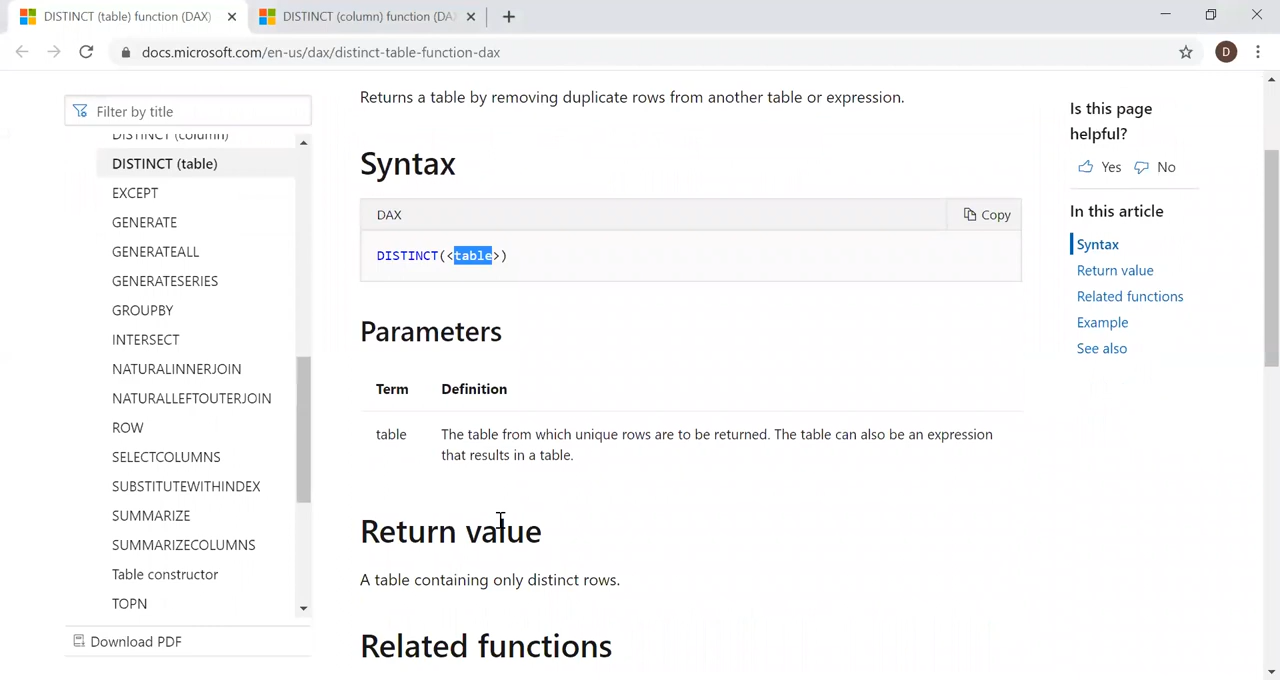 DISTINCT (table) function (DAX)
DISTINCT (column) function (DA
docs.microsoft.com/en-us/dax/distinct-table-function-dax
D
Filter by title
DISTINCT (column)
DISTINCT (table)
EXCEPT
GENERATE
GENERATEALL
GENERATESERIES
GROUPBY
INTERSECT
NATURALINNERJOIN
NATURALLEFTOUTERJOIN
ROW
SELECTCOLUMNS
SUBSTITUTEWITHINDEX
SUMMARIZE
SUMMARIZECOLUMNS
Table constructor
TOPN
Download PDF
Returns a table by removing duplicate rows from another table or expression.
Syntax
DAX
Copy
DISTINCT(<table>)
Parameters
Term Definition
table The table from which unique rows are to be returned. The table can also be an expression
that results in a table.
Return value
A table containing only distinct rows.
Related functions
Is this page
helpful?
Yes No
In this article
Syntax
Return value
Related functions
Example
See also